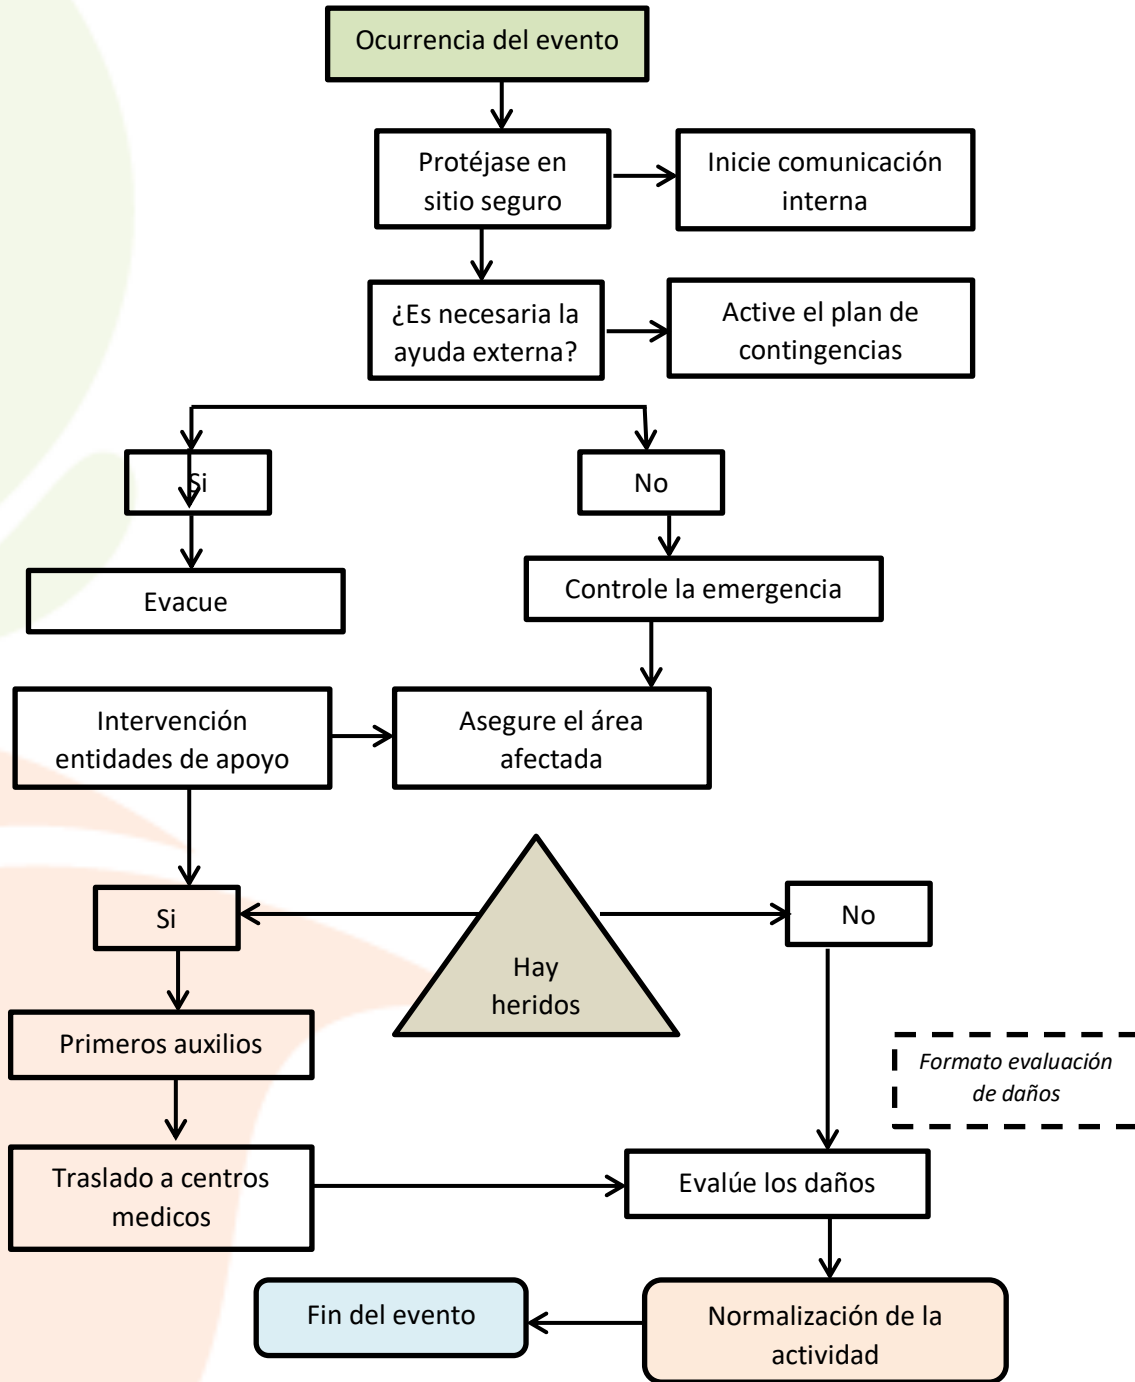 Ocurrencia del evento
Protéjase en
sitio seguro
Inicie comunicación
interna
¿Es necesaria la
ayuda externa?
Active el plan de
contingencias
Si
No
Evacue
Controle la emergencia
Intervención
entidades de apoyo
Asegure el área
afectada
Si
No
Hay
heridos
Primeros auxilios
Formato evaluación
de daños
Traslado a centros
medicos
Evalúe los daños
Fin del evento
Normalización de la
actividad